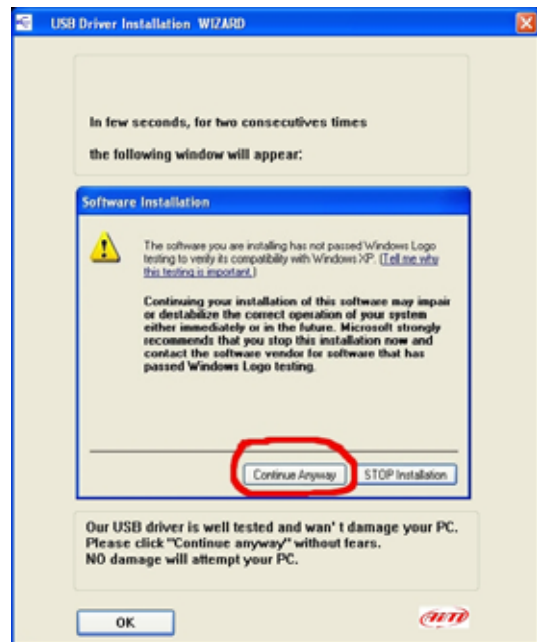 USB Driver Installation WIZARD
In few seconds, for two consecutives times
the following window will appear:
Software Installation
The software you are installing has not passed Windows Logo
testing to verify its compatibility with Windows XP. (Tell me why
this testing is important.)
Continuing your installation of this software may impair
or destabilize the correct operation of your system
either immediately or in the future. Microsoft strongly
recommends that you stop this installation now and
contact the software vendor for software that has
passed Windows Logo testing.
Continue Anyway
STOP Installation
Our USB driver is well tested and wan' t damage your PC.
Please click "Continue anyway" without fears.
NO damage will attempt your PC.
OK
AiM